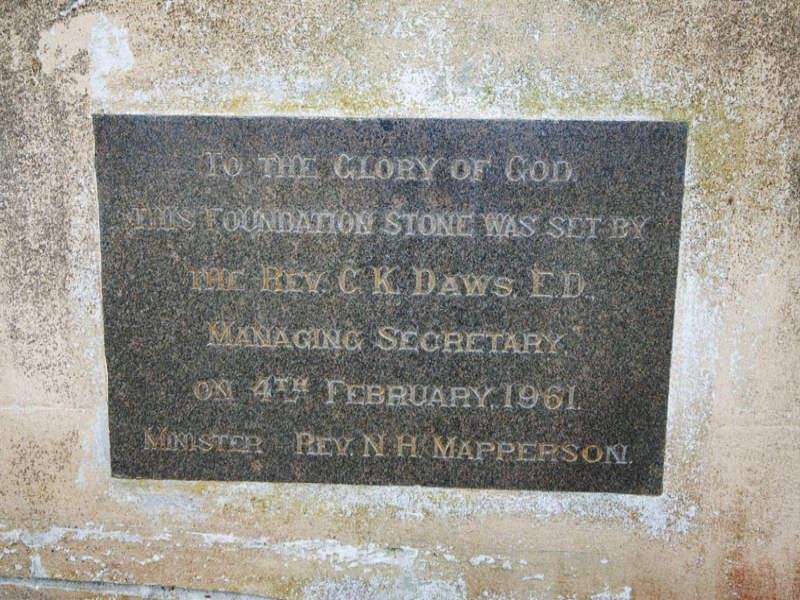 TO THE GLORY OF GOD.
THIS FOUNDATION STONE WAS SET BY
THE REV. C. K. DAWS, E.D.,
MANAGING SECRETARY.
ON 4TH FEBRUARY, 1961.
MINISTER REV. N. H. MAPPERSON.